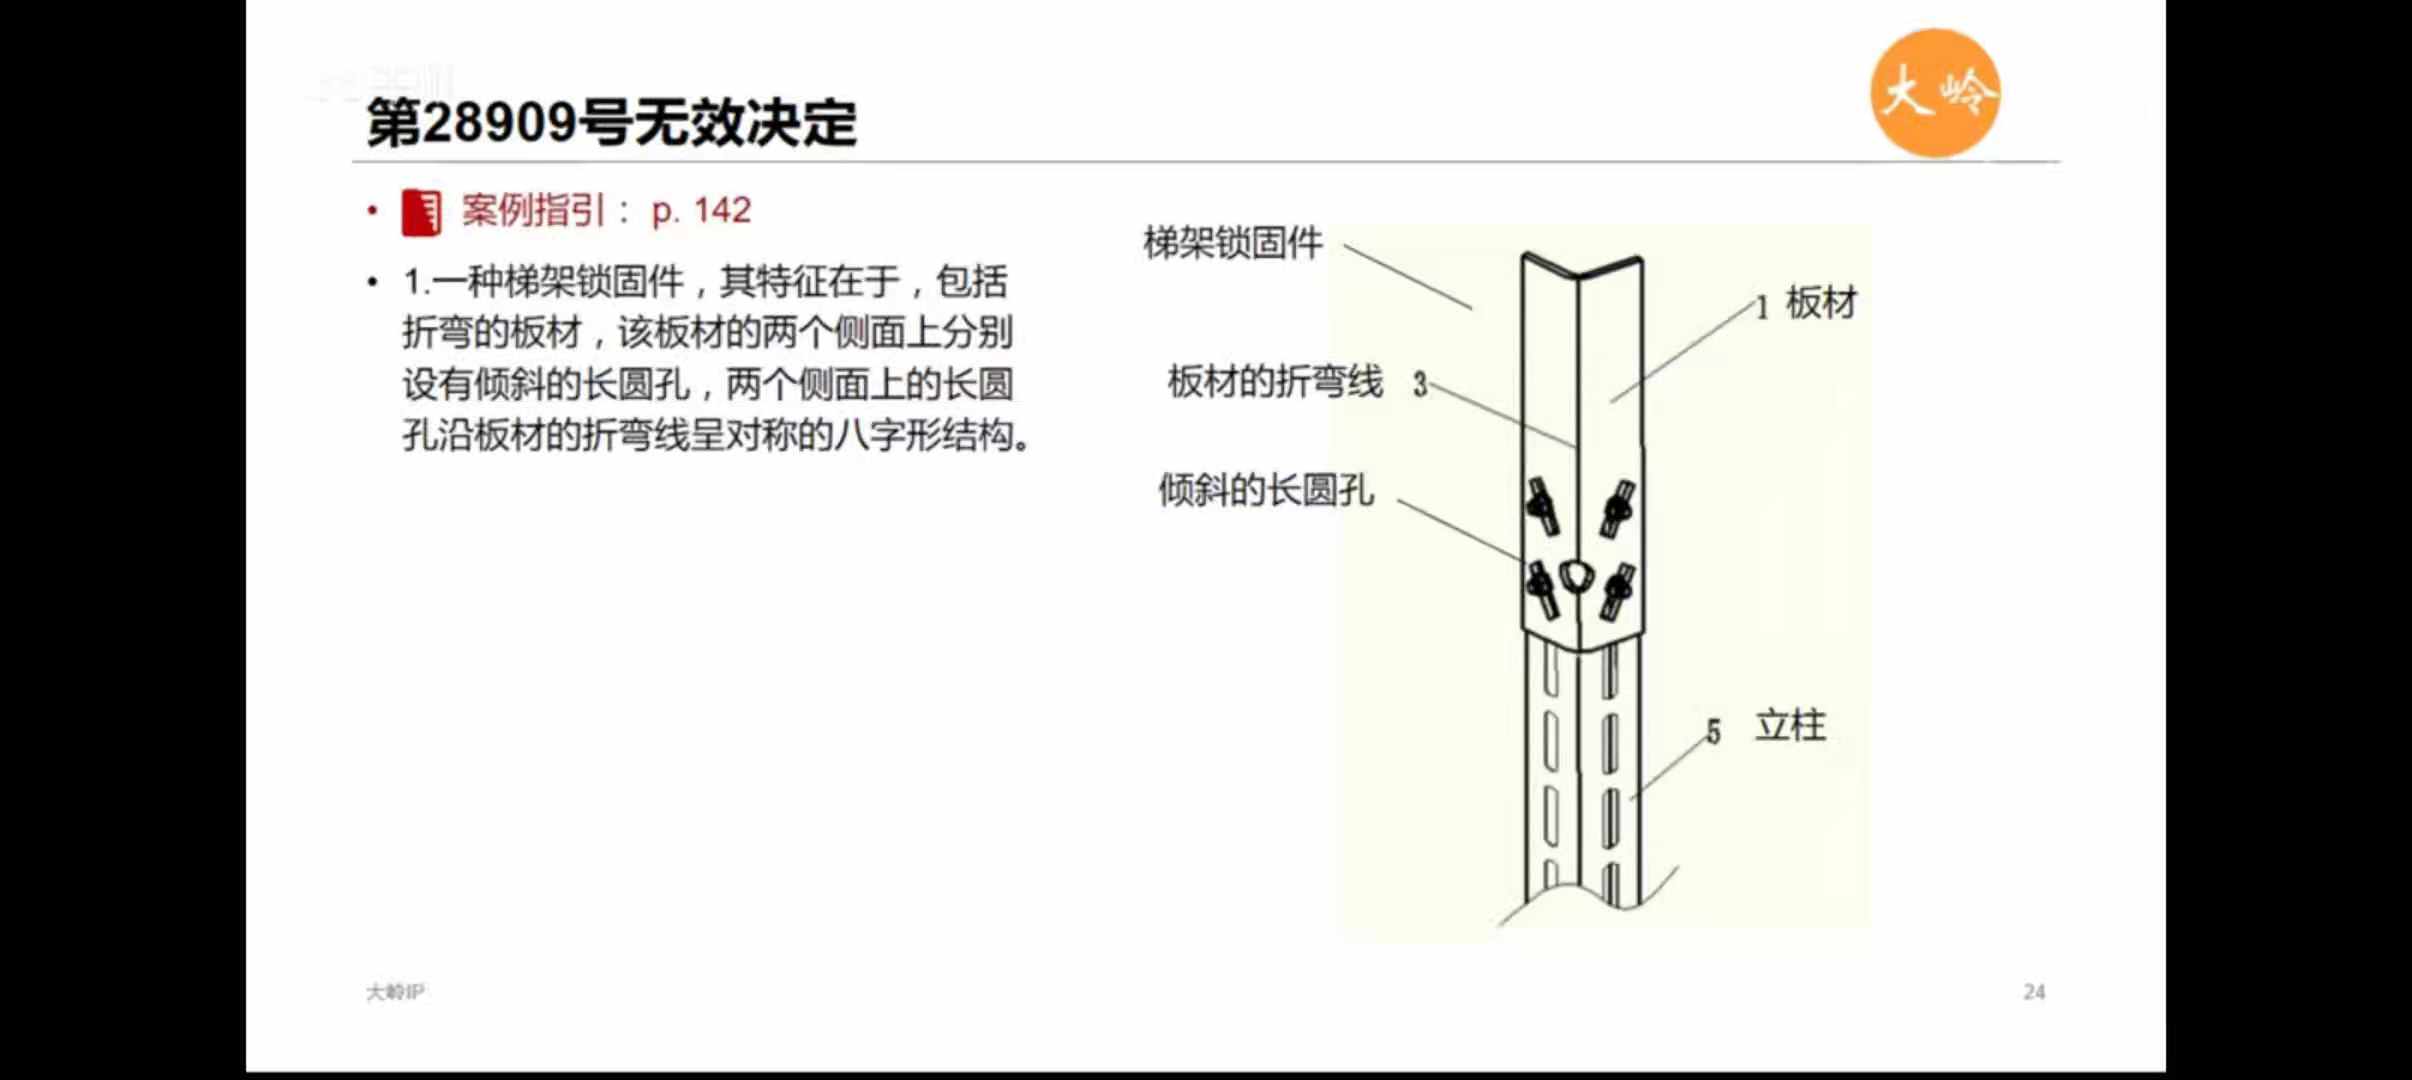 第28909号无效决定
大岭
• 案例指引： p. 142
• 1.一种梯架锁固件，其特征在于，包括
折弯的板材，该板材的两个侧面上分别
设有倾斜的长圆孔，两个侧面上的长圆
孔沿板材的折弯线呈对称的八字形结构。
梯架锁固件
1 板材
板材的折弯线 3
倾斜的长圆孔
5 立柱
大岭IP
24